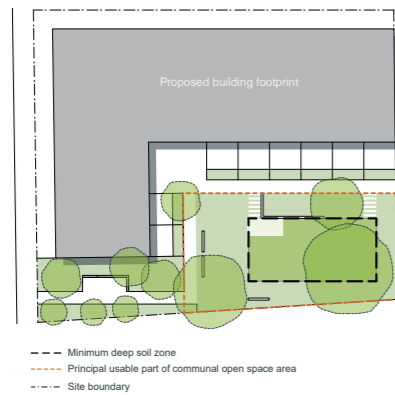 Proposed building footprint
Minimum deep soil zone
Principal usable part of communal open space area
Site boundary